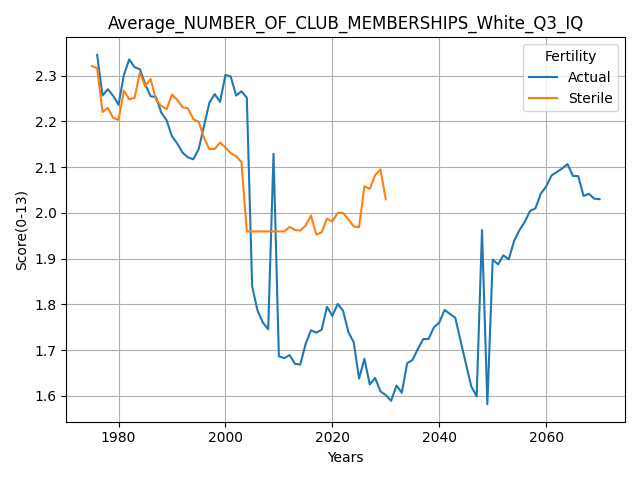 Average_NUMBER_OF_CLUB_MEMBERSHIPS_White_Q3_IQ
Fertility
Actual
Sterile
Score(0-13)
2.3
2.2
2.1
2.0
1.9
1.8
1.7
1.6
1980
2000
2020
2040
2060
Years